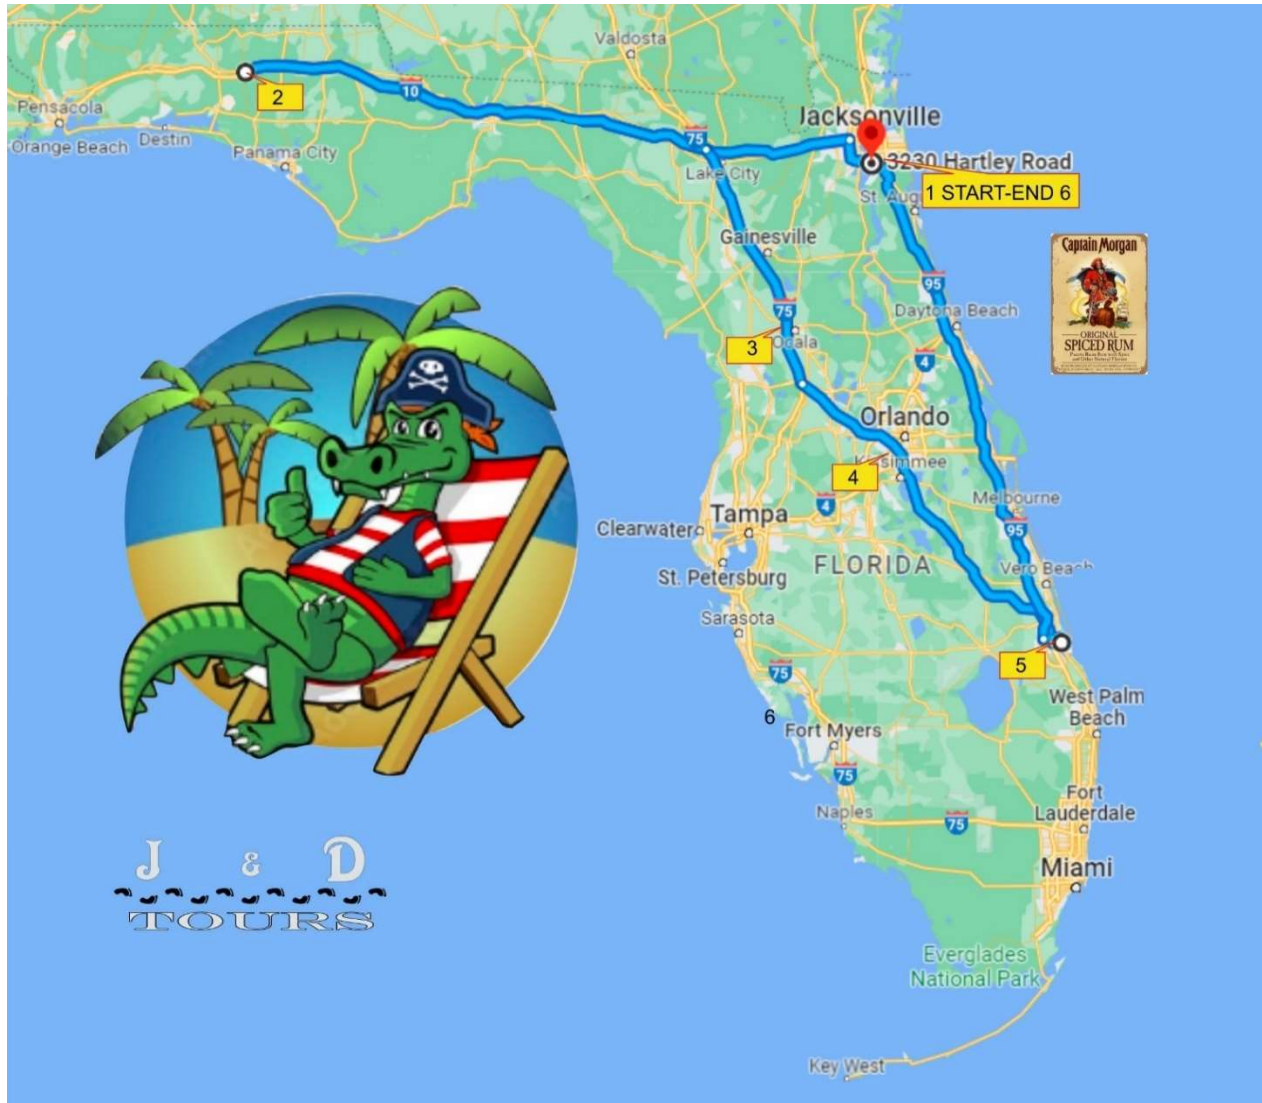 Valdosta
10
2
Pensacola
Orange Beach
Destin
Panama City
75
Lake City
Jacksonville
3230 Hartley Road
1 START-END 6
St. Aug
Gainesville
95
Captain Morgan
ORIGINAL
SPICED RUM
75
Daytona Beach
3
Ocala
4
Orlando
Kissimmee
4
Melbourne
4
Tampa
Clearwater
95
FLORIDA
Vero Beach
St. Petersburg
Sarasota
5
75
West Palm
Beach
6
Fort Myers
75
Fort
Lauderdale
Naples
75
Miami
J & D
TOURS
Everglades
National Park
Key West